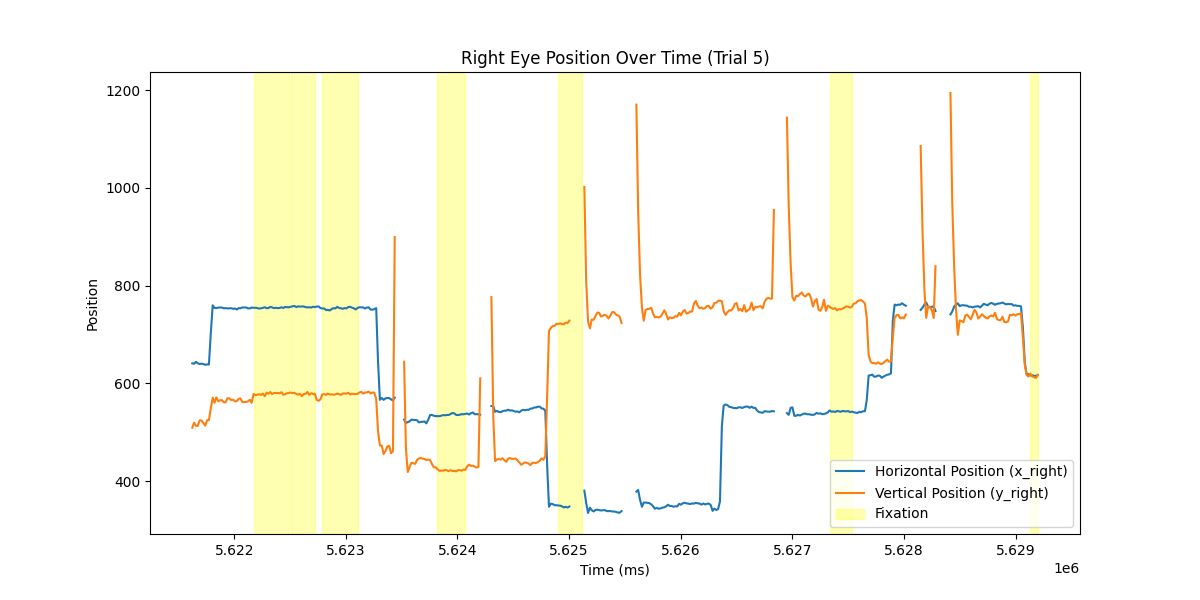 Right Eye Position Over Time (Trial 5)
1200
1000
800
600
400
Position
5.622 5.623 5.624 5.625 5.626 5.627 5.628 5.629
1e6
Time (ms)
Horizontal Position (x_right)
Vertical Position (y_right)
Fixation